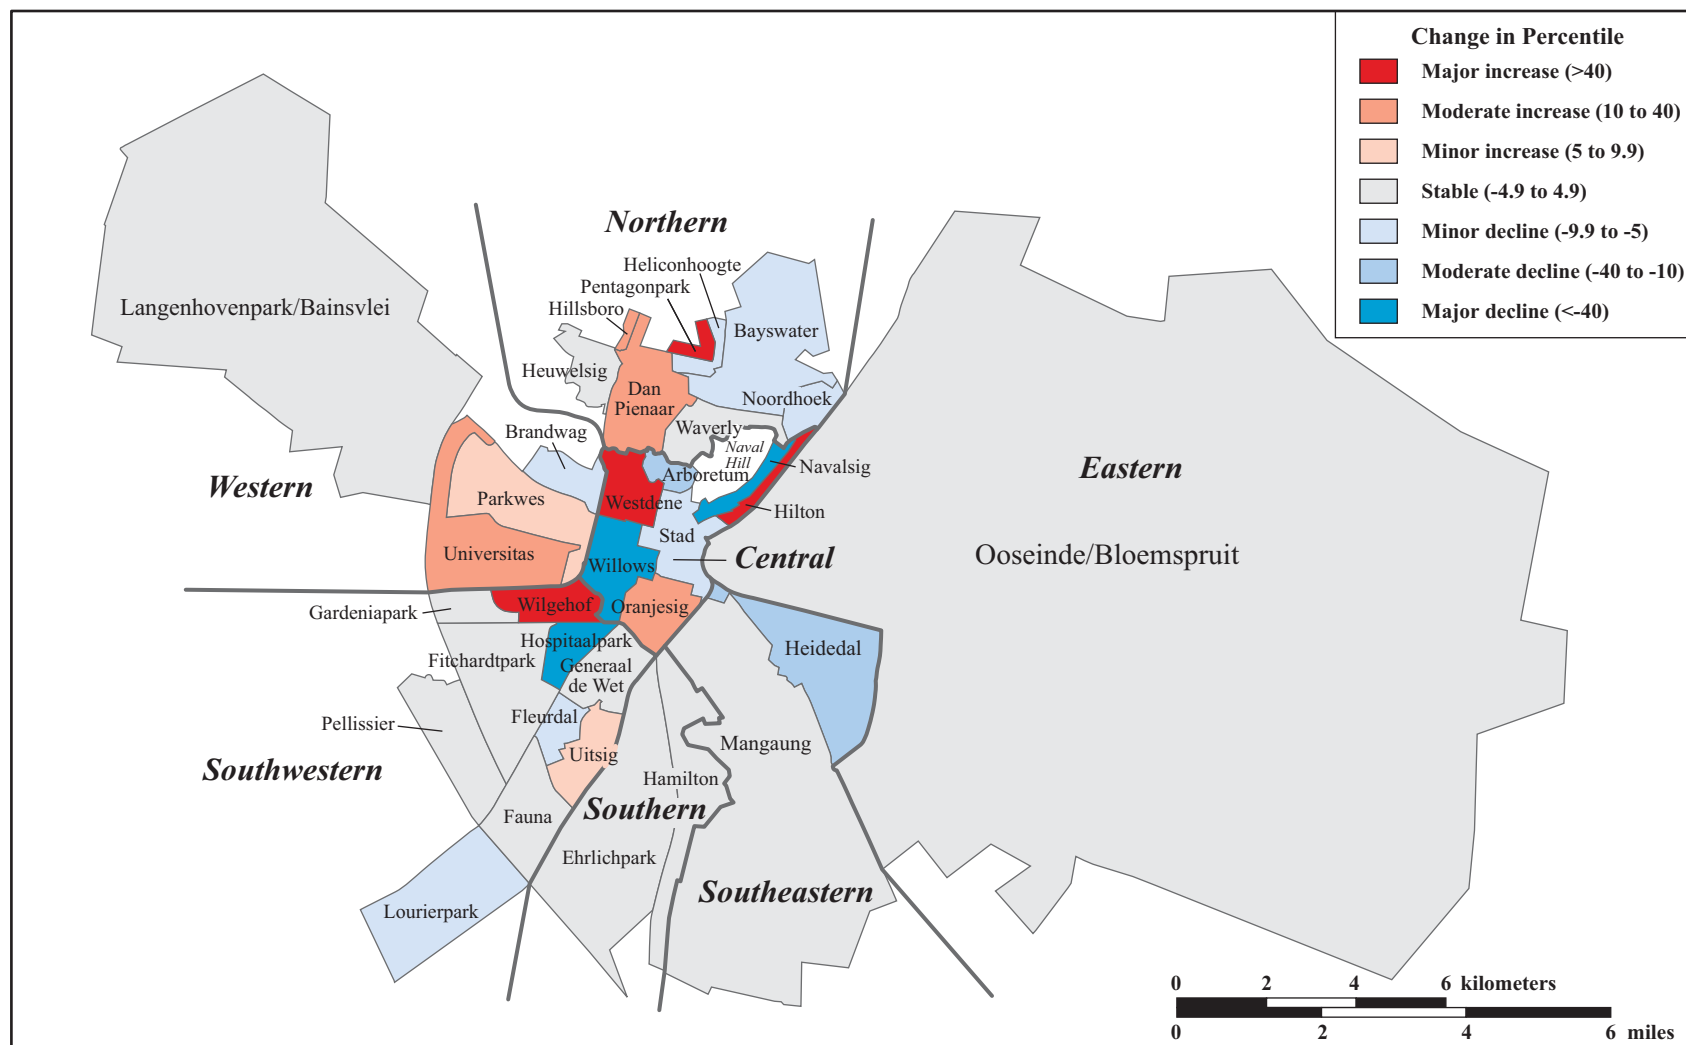 Change in Percentile
Major increase (>40)
Moderate increase (10 to 40)
Minor increase (5 to 9.9)
Stable (-4.9 to 4.9)
Minor decline (-9.9 to -5)
Moderate decline (-40 to -10)
Major decline (<-40)
Northern
Heliconhoogte
Pentagonpark
Hillsboro
Langenhovenpark/Bainsvlei
Bayswater
Heuwelsig
Dan
Pienaar
Noordhoek
Waverly
Brandwag
Naval
Hill
Navalsig
Arboretum
Eastern
Western
Parkwes
Westdene
Hilton
Stad
Universitas
Central
Ooseinde/Bloemspruit
Willows
Wilgehof
Oranjesig
Gardeniapark
Hospitaalpark
Heidedal
Fitchardtpark
Generaal
de Wet
Fleurdal
Pellissier
Mangaung
Uitsig
Southwestern
Hamilton
Southern
Fauna
Ehrlichpark
Southeastern
Lourierpark
0 2 4 6 kilometers
0 2 4 6 miles